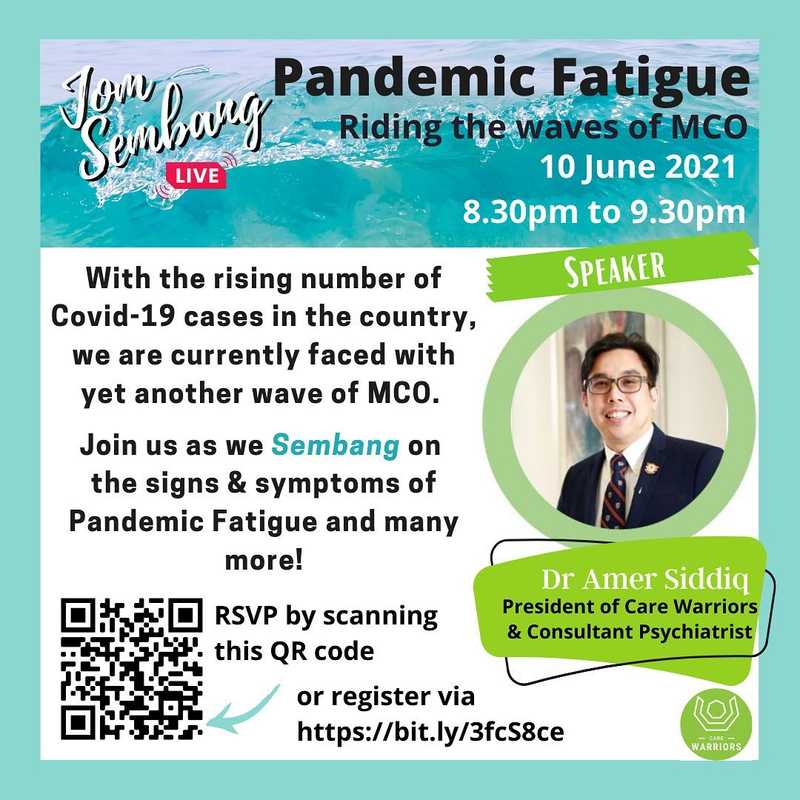 Jom
Sembang
LIVE
Pandemic Fatigue
Riding the waves of MCO
10 June 2021
8.30pm to 9.30pm
With the rising number of
Covid-19 cases in the country,
we are currently faced with
yet another wave of MCO.
Join us as we Sembang on
the signs & symptoms of
Pandemic Fatigue and many
more!
RSVP by scanning
this QR code
or register via
https://bit.ly/3fcS8ce
SPEAKER
Dr Amer Siddiq
President of Care Warriors
& Consultant Psychiatrist
CARE
WARRIORS